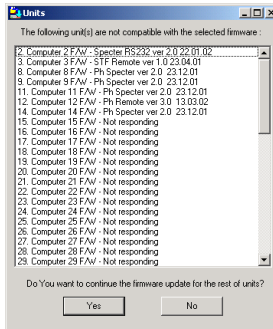 Units
The following unit(s) are not compatible with the selected firmware :
2. Computer 2 F/W - Specter RS232 ver 2.0 22.01.02
3. Computer 3 F/W - STF Remote ver 1.0 23.04.01
8. Computer 8 F/W - Ph Specter ver 2.0  23.12.01
9. Computer 9 F/W - Ph Specter ver 2.0  23.12.01
11. Computer 11 F/W - Ph Specter ver 2.0  23.12.01
12. Computer 12 F/W - Ph Remote ver 3.0  13.03.02
14. Computer 14 F/W - Ph Specter ver 2.0  23.12.01
15. Computer 15 F/W - Not responding
16. Computer 16 F/W - Not responding
17. Computer 17 F/W - Not responding
18. Computer 18 F/W - Not responding
19. Computer 19 F/W - Not responding
20. Computer 20 F/W - Not responding
21. Computer 21 F/W - Not responding
22. Computer 22 F/W - Not responding
23. Computer 23 F/W - Not responding
24. Computer 24 F/W - Not responding
25. Computer 25 F/W - Not responding
26. Computer 26 F/W - Not responding
27. Computer 27 F/W - Not responding
28. Computer 28 F/W - Not responding
29. Computer 29 F/W - Not responding
Do You want to continue the firmware update for the rest of units?
Yes
No